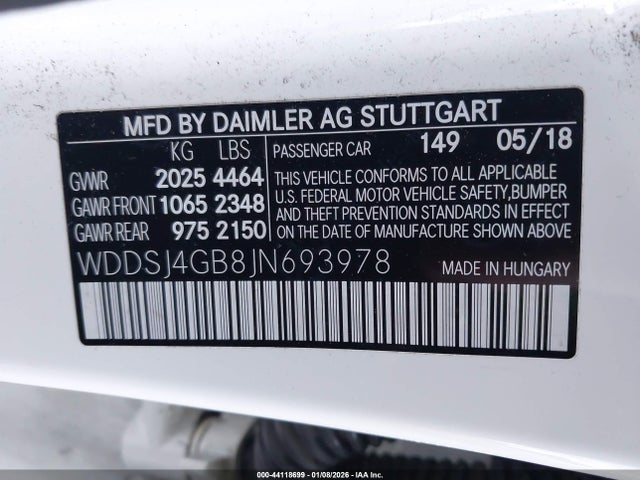 MFD BY DAIMLER AG STUTTGART
KG LBS
GVWR 2025 4464
GAWR FRONT 1065 2348
GAWR REAR 975 2150
PASSENGER CAR 149 05/18
THIS VEHICLE CONFORMS TO ALL APPLICABLE
U.S. FEDERAL MOTOR VEHICLE SAFETY,BUMPER
AND THEFT PREVENTION STANDARDS IN EFFECT
ON THE DATE OF MANUFACTURE SHOWN ABOVE
WDDSJ4GB8JN693978 MADE IN HUNGARY
000-44118699 - 01/08/2026 - IAA Inc.